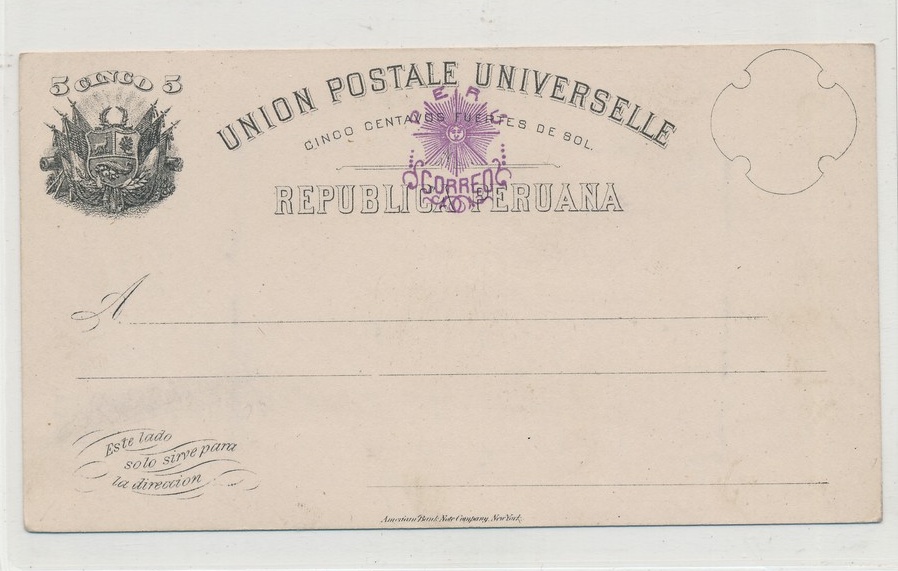 5 CINCO 5
UNION POSTALE UNIVERSELLE
CINCO CENTAVOS FUERTES DE SOL.
PERU
CORREO
REPUBLICA PERUANA
A
Este lado
solo sirve para
la direccion
American Bank Note Company, New York.